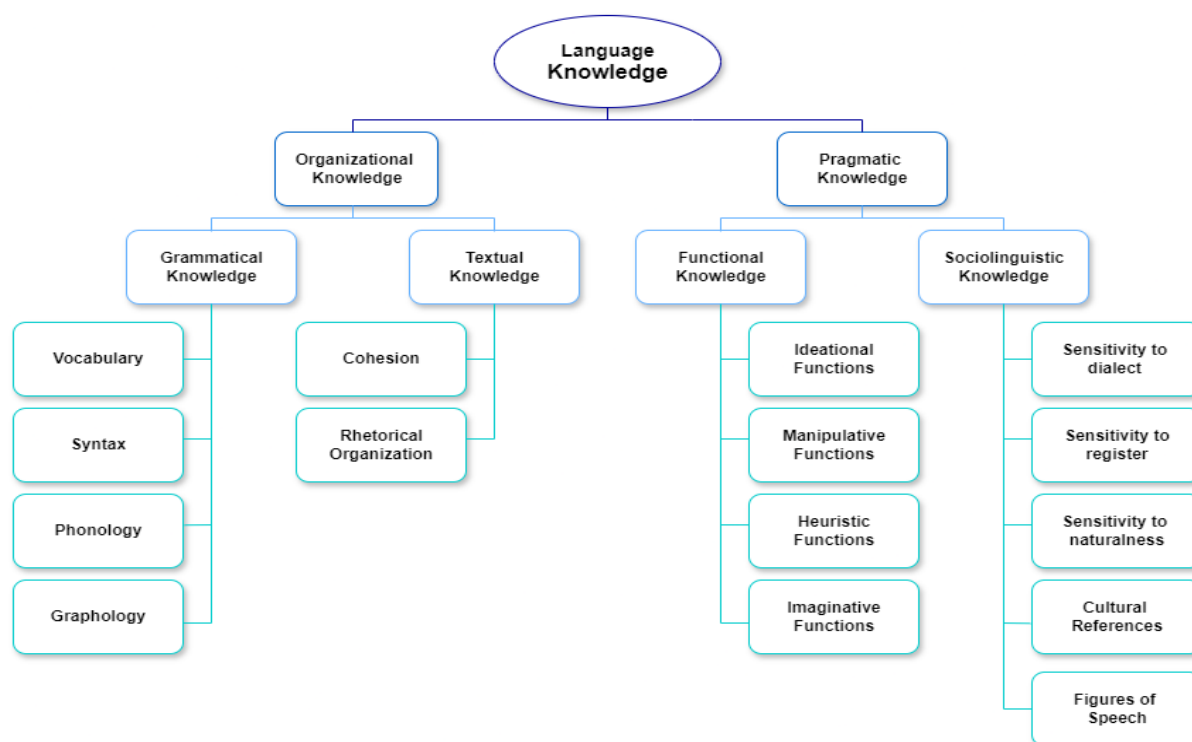 Language
Knowledge
Organizational
Knowledge
Pragmatic
Knowledge
Grammatical
Knowledge
Textual
Knowledge
Functional
Knowledge
Sociolinguistic
Knowledge
Vocabulary
Syntax
Phonology
Graphology
Cohesion
Rhetorical
Organization
Ideational
Functions
Manipulative
Functions
Heuristic
Functions
Imaginative
Functions
Sensitivity to
dialect
Sensitivity to
register
Sensitivity to
naturalness
Cultural
References
Figures of
Speech